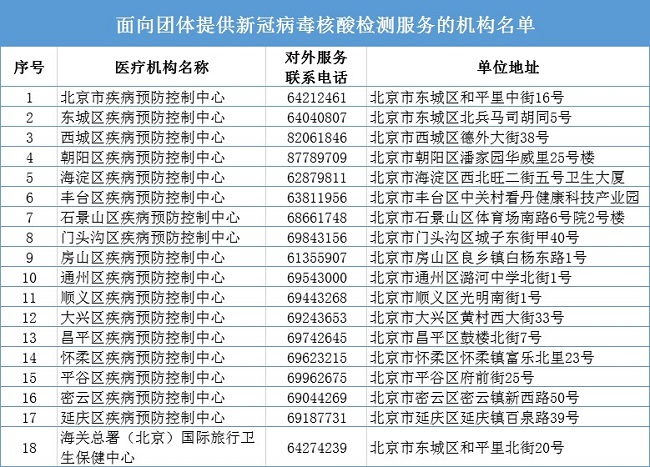 面向团体提供新冠病毒核酸检测服务的机构名单
序号 医疗机构名称 对外服务联系电话 单位地址
1 北京市疾病预防控制中心 64212461 北京市东城区和平里中街16号
2 东城区疾病预防控制中心 64040807 北京市东城区北兵马司胡同5号
3 西城区疾病预防控制中心 82061846 北京市西城区德外大街38号
4 朝阳区疾病预防控制中心 87789709 北京市朝阳区潘家园华威里25号楼
5 海淀区疾病预防控制中心 62879811 北京市海淀区西北旺二街五号卫生大厦
6 丰台区疾病预防控制中心 63811956 北京市丰台区中关村看丹健康科技产业园
7 石景山区疾病预防控制中心 68661748 北京市石景山区体育场南路6号院2号楼
8 门头沟区疾病预防控制中心 69843156 北京市门头沟区城子东街甲40号
9 房山区疾病预防控制中心 61355907 北京市房山区良乡镇白杨东路1号
10 通州区疾病预防控制中心 69543000 北京市通州区潞河中学北街1号
11 顺义区疾病预防控制中心 69443268 北京市顺义区光明南街1号
12 大兴区疾病预防控制中心 69243653 北京市大兴区黄村西大街33号
13 昌平区疾病预防控制中心 69742645 北京市昌平区鼓楼北街7号
14 怀柔区疾病预防控制中心 69623215 北京市怀柔区怀柔镇富乐北里23号
15 平谷区疾病预防控制中心 69962675 北京市平谷区府前街25号
16 密云区疾病预防控制中心 69044269 北京市密云区密云镇新西路50号
17 延庆区疾病预防控制中心 69187731 北京市延庆区延庆镇百泉路39号
18 海关总署（北京）国际旅行卫生保健中心 64274239 北京市东城区和平里北街20号